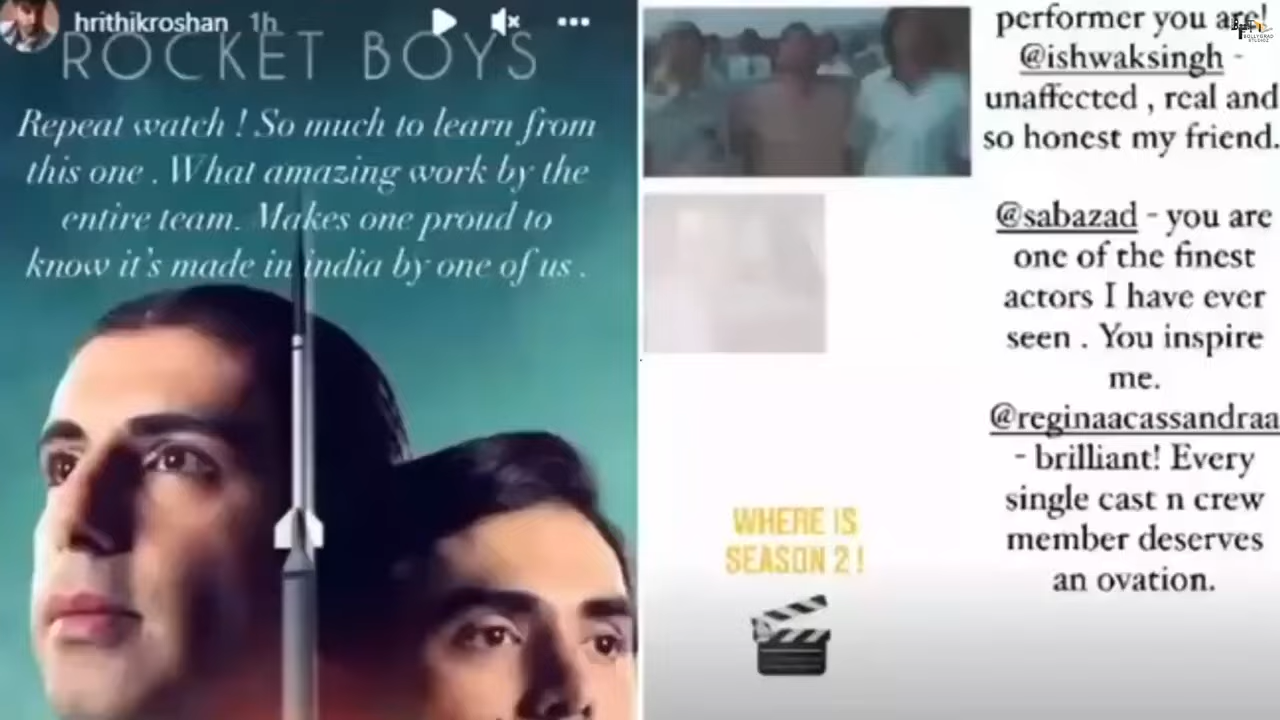 hrithikroshan 1h
ROCKET BOYS
Repeat watch ! So much to learn from
this one . What amazing work by the
entire team. Makes one proud to
know it's made in india by one of us .
performer you are!
@ishwaksingh -
unaffected , real and
so honest my friend.
@sabazad - you are
one of the finest
actors I have ever
seen . You inspire
me.
@reginaacassandraa
- brilliant! Every
single cast n crew
member deserves
an ovation.
WHERE IS
SEASON 2 !